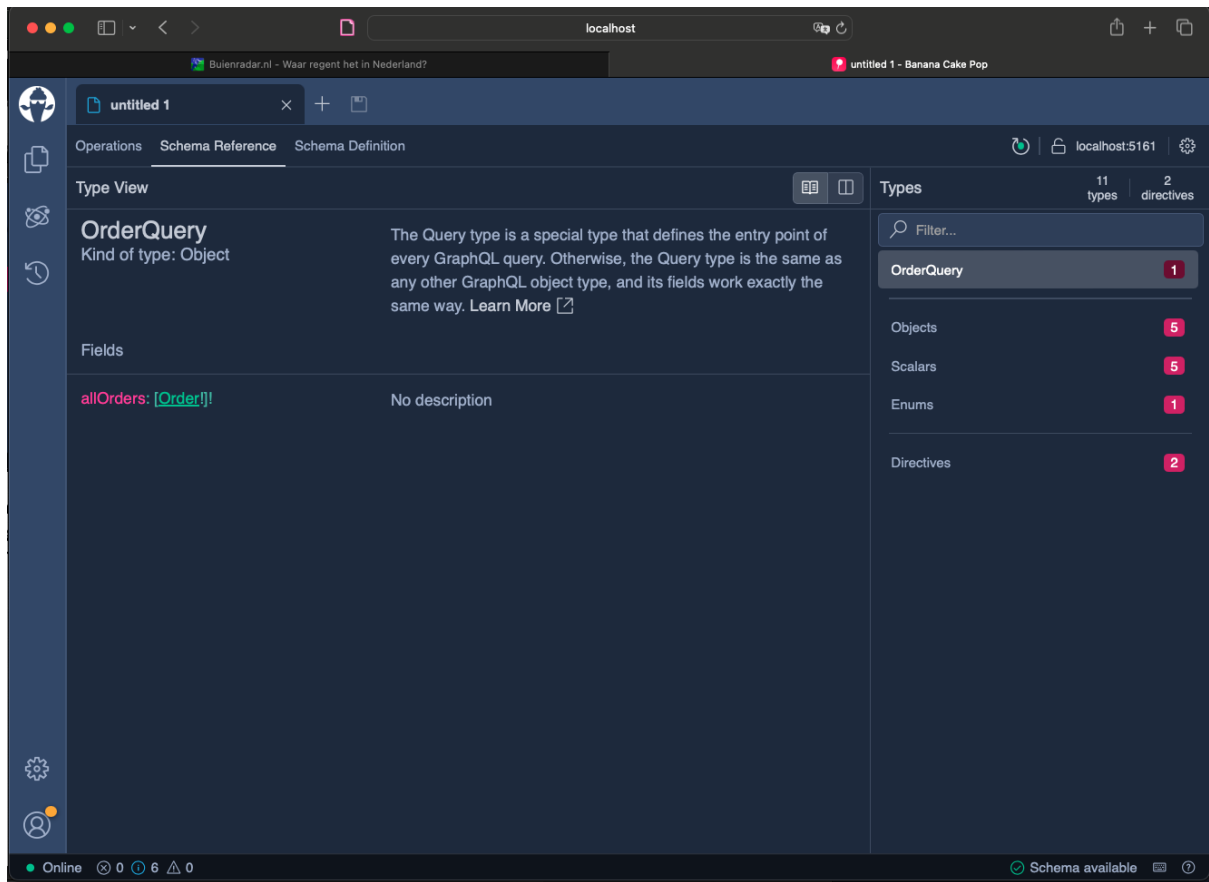 localhost
Buienradar.nl - Waar regent het in Nederland?
untitled 1 - Banana Cake Pop
untitled 1
Operations Schema Reference Schema Definition
localhost:5161
Type View
Types
11 types
2 directives
OrderQuery
Kind of type: Object
The Query type is a special type that defines the entry point of
every GraphQL query. Otherwise, the Query type is the same as
any other GraphQL object type, and its fields work exactly the
same way. Learn More
Fields
allOrders: [Order!]!
No description
Filter...
OrderQuery 1
Objects 5
Scalars 5
Enums 1
Directives 2
Online 0 6 0
Schema available